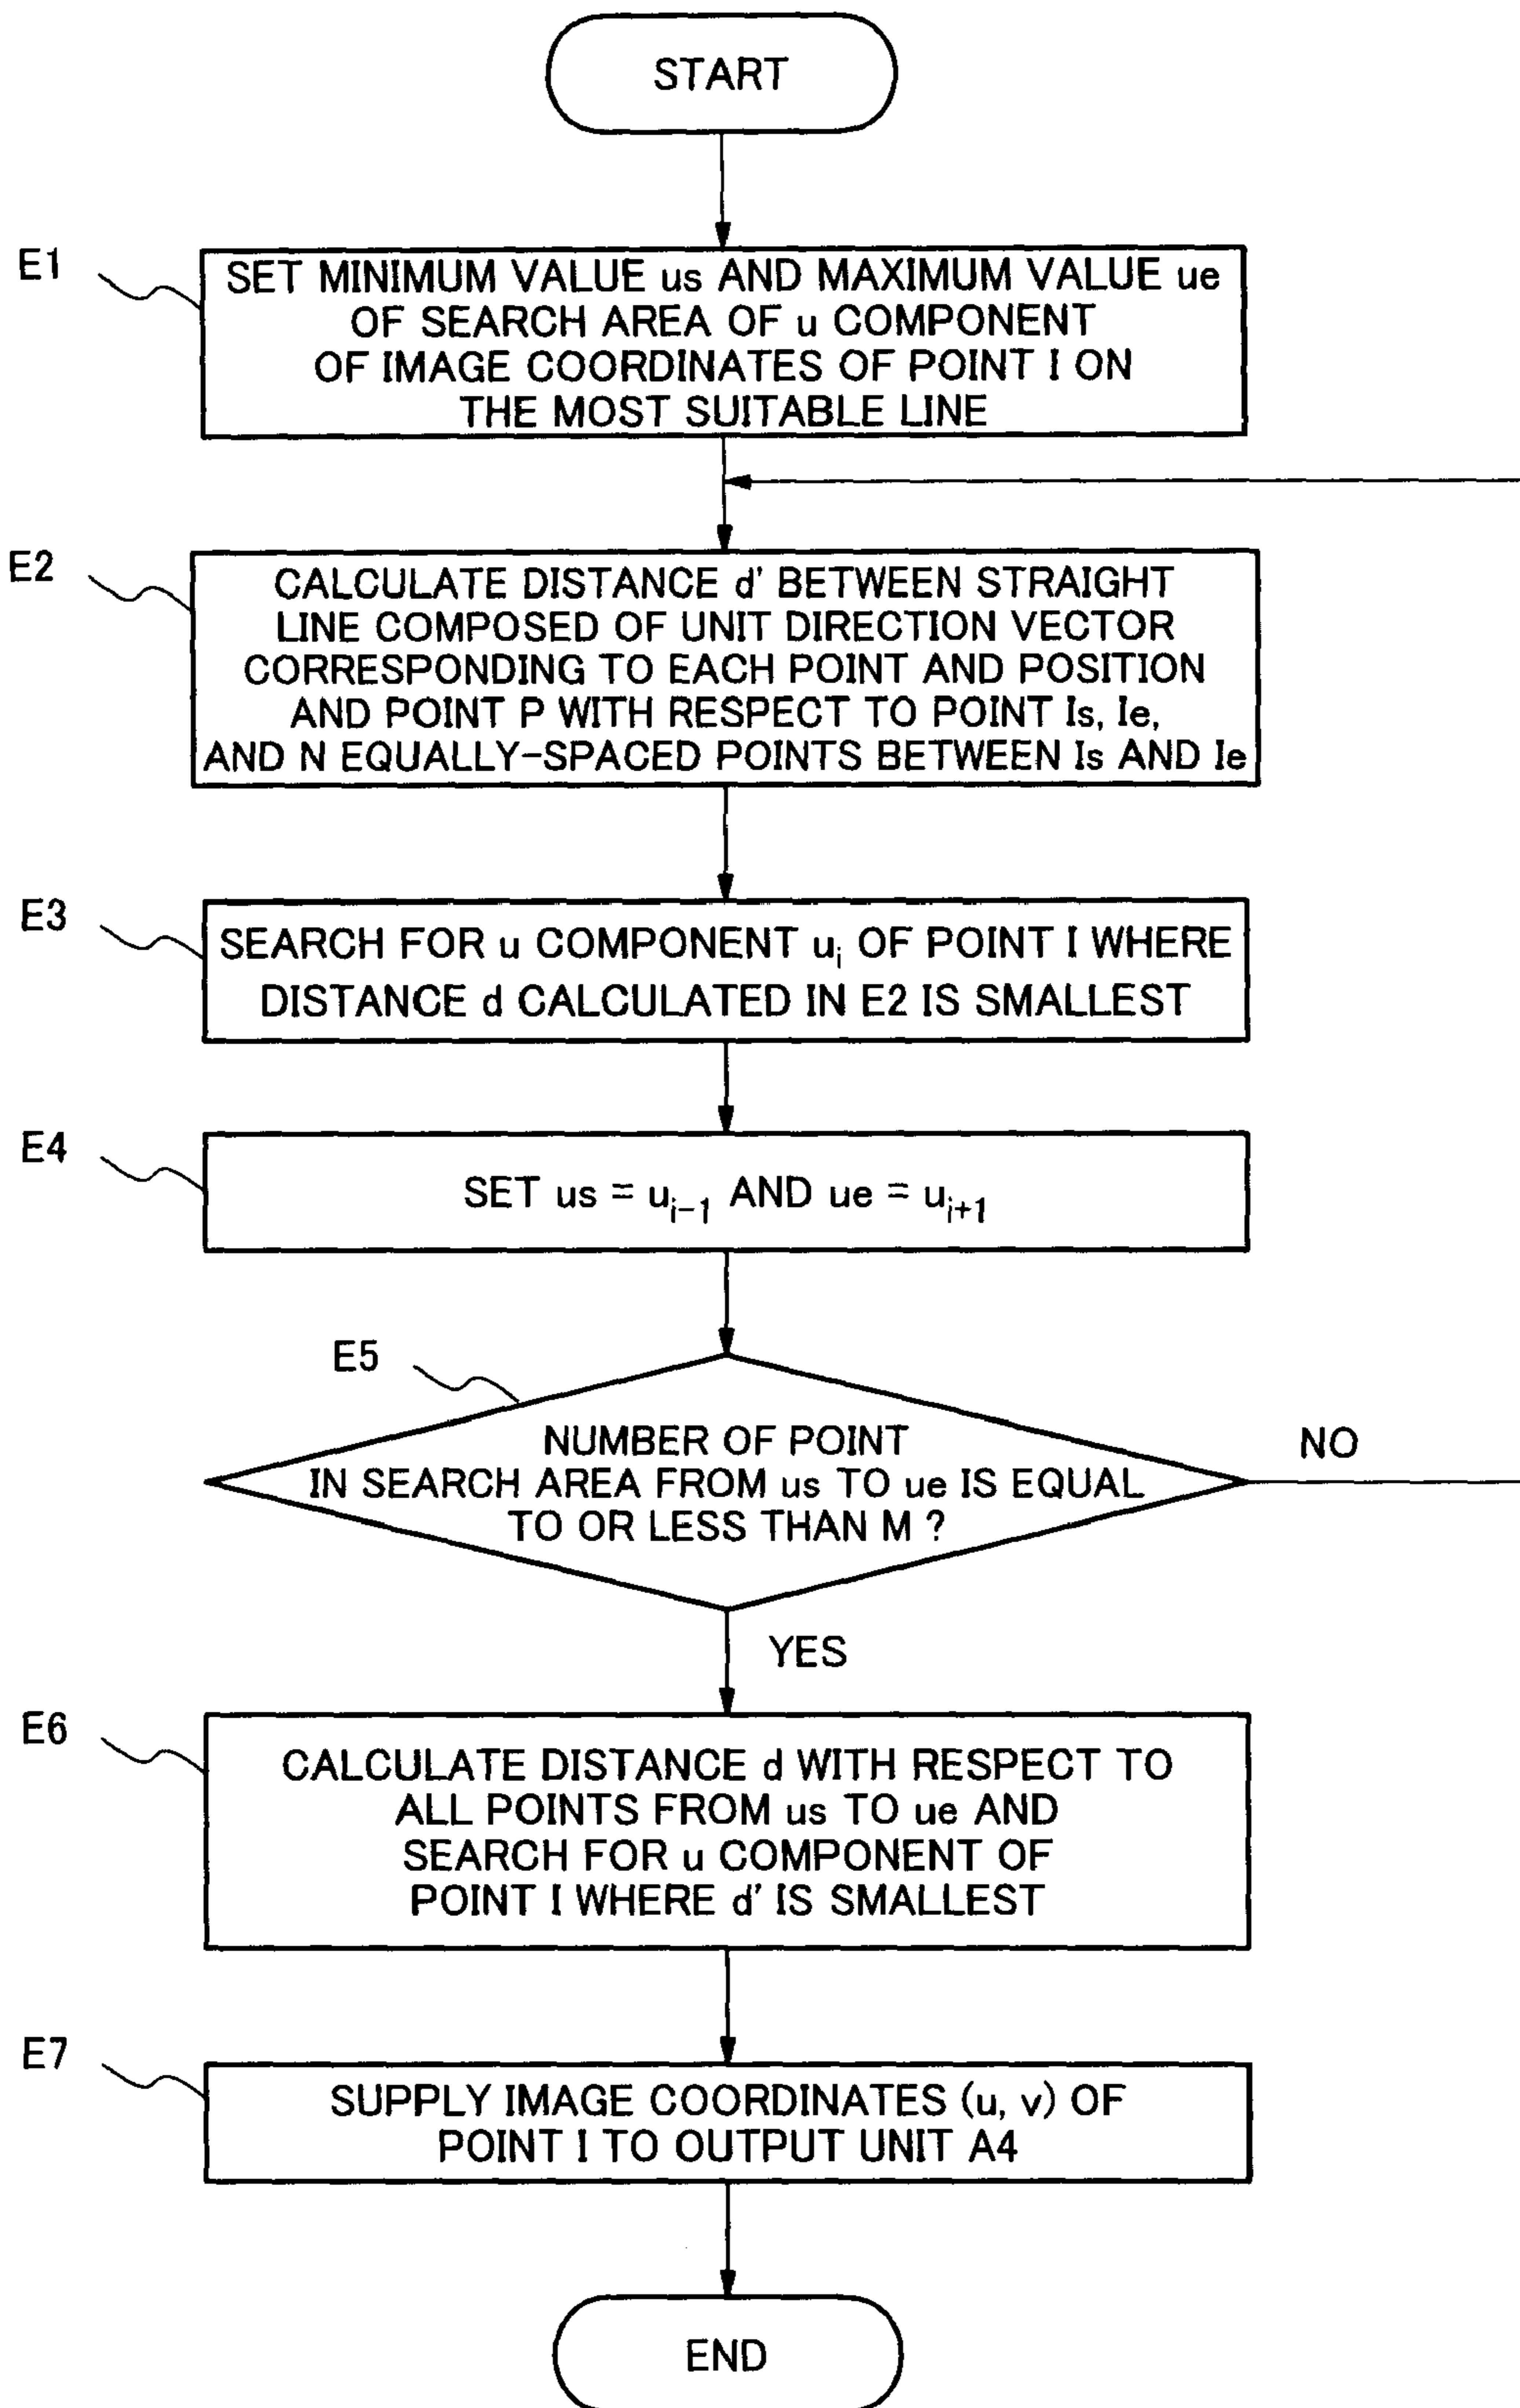 START
E1
SET MINIMUM VALUE us AND MAXIMUM VALUE ue
OF SEARCH AREA OF u COMPONENT
OF IMAGE COORDINATES OF POINT I ON
THE MOST SUITABLE LINE
E2
CALCULATE DISTANCE d' BETWEEN STRAIGHT
LINE COMPOSED OF UNIT DIRECTION VECTOR
CORRESPONDING TO EACH POINT AND POSITION
AND POINT P WITH RESPECT TO POINT Is, Ie,
AND N EQUALLY-SPACED POINTS BETWEEN Is AND Ie
E3
SEARCH FOR u COMPONENT u_i OF POINT I WHERE
DISTANCE d CALCULATED IN E2 IS SMALLEST
E4
SET us = u_{i-1} AND ue = u_{i+1}
E5
NUMBER OF POINT
IN SEARCH AREA FROM us TO ue IS EQUAL
TO OR LESS THAN M ?
NO
YES
E6
CALCULATE DISTANCE d WITH RESPECT TO
ALL POINTS FROM us TO ue AND
SEARCH FOR u COMPONENT OF
POINT I WHERE d' IS SMALLEST
E7
SUPPLY IMAGE COORDINATES (u, v) OF
POINT I TO OUTPUT UNIT A4
END